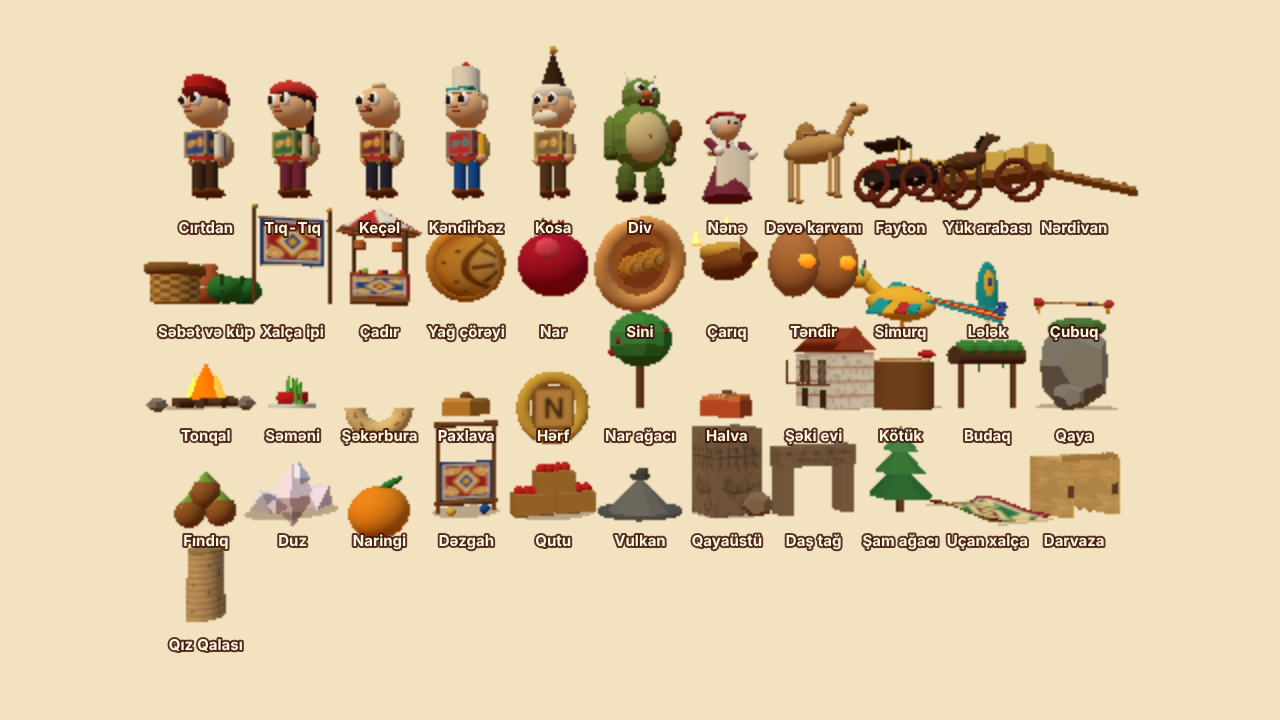 Cırtdan Tıq-Tıq Keçəl Kəndirbaz Kosa Div Nənə Dəvə karvanı Fayton Yük arabası Nərdivan
Səbət və küp Xalça ipi Çadır Yağ çörəyi Nar Sini Çarıq Təndir Simurq Lələk Çubuq
Tonqal Səməni Şəkərbura Paxlava Hərf Nar ağacı Halva Şəki evi Kötük Budaq Qaya
N
Fındıq Duz Naringi Dəzgah Qutu Vulkan Qayaüstü Daş tağ Şam ağacı Uçan xalça Darvaza
Qız Qalası